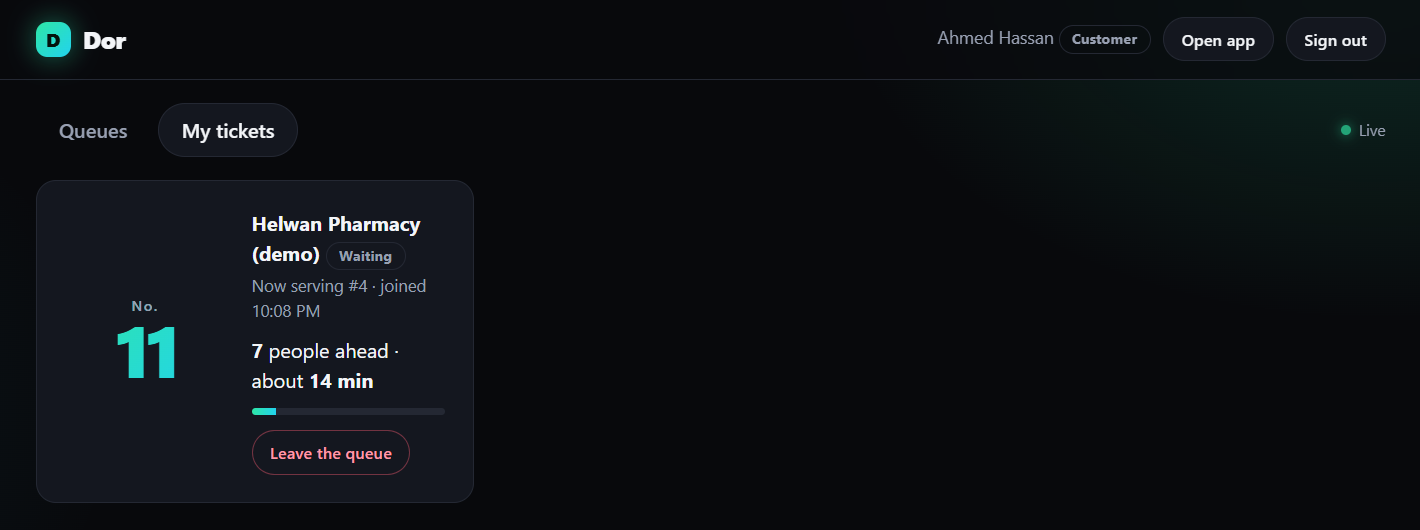 D Dor
Ahmed Hassan Customer Open app Sign out
Queues My tickets
Live
Helwan Pharmacy
(demo) Waiting
Now serving #4 · joined
10:08 PM
No.
11
7 people ahead ·
about 14 min
Leave the queue